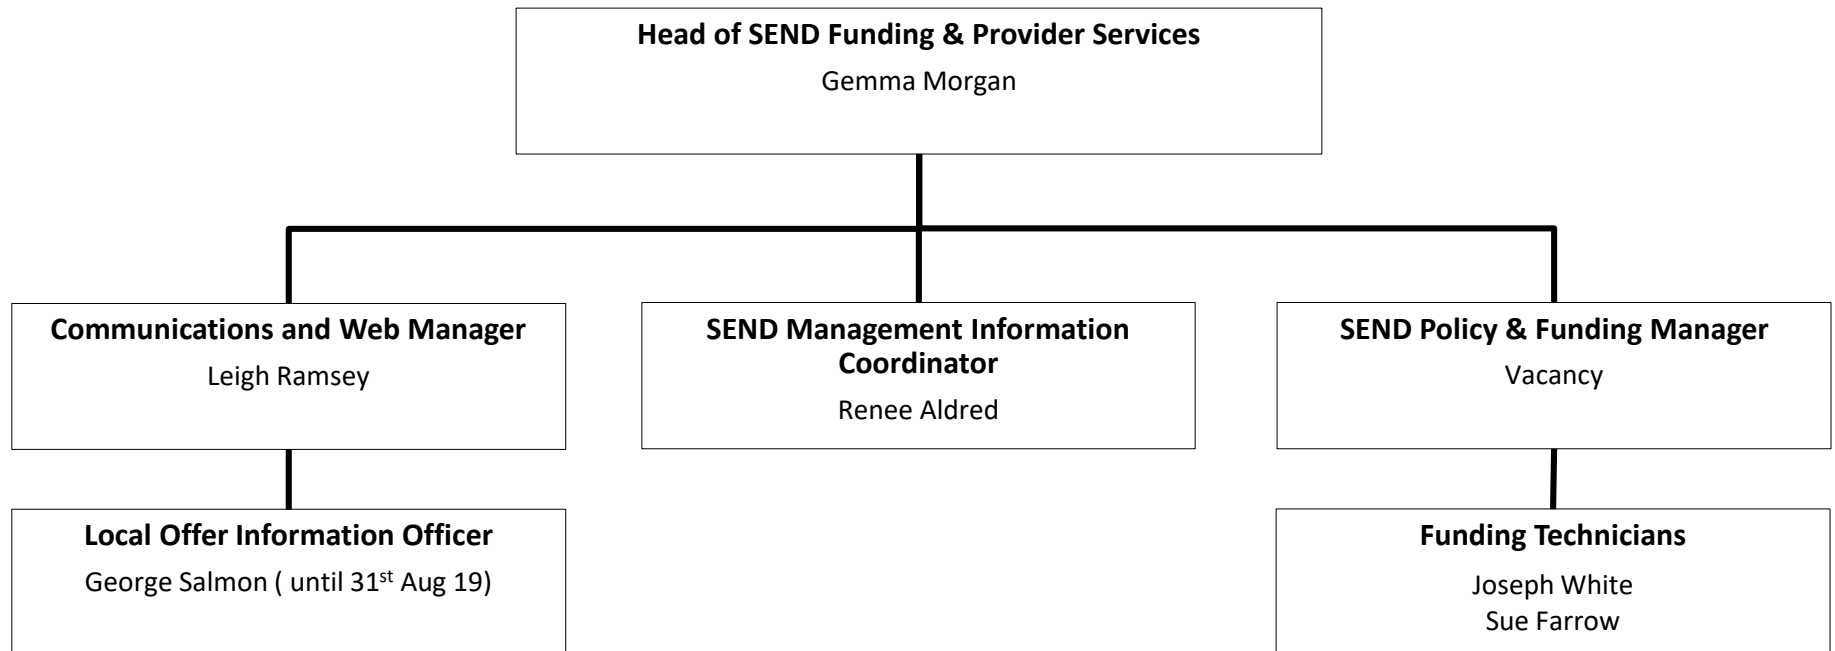 Head of SEND Funding & Provider Services
Gemma Morgan
Communications and Web Manager
Leigh Ramsey
SEND Management Information
Coordinator
Renee Aldred
SEND Policy & Funding Manager
Vacancy
Local Offer Information Officer
George Salmon ( until 31st Aug 19)
Funding Technicians
Joseph White
Sue Farrow